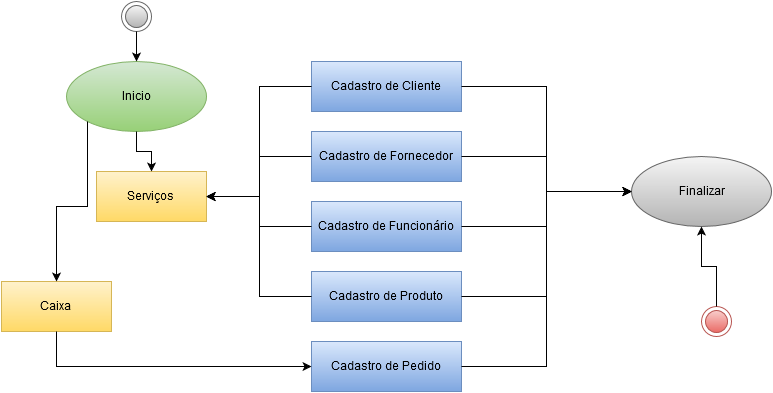 Inicio
Cadastro de Cliente
Cadastro de Fornecedor
Serviços
Finalizar
Cadastro de Funcionário
Caixa
Cadastro de Produto
Cadastro de Pedido